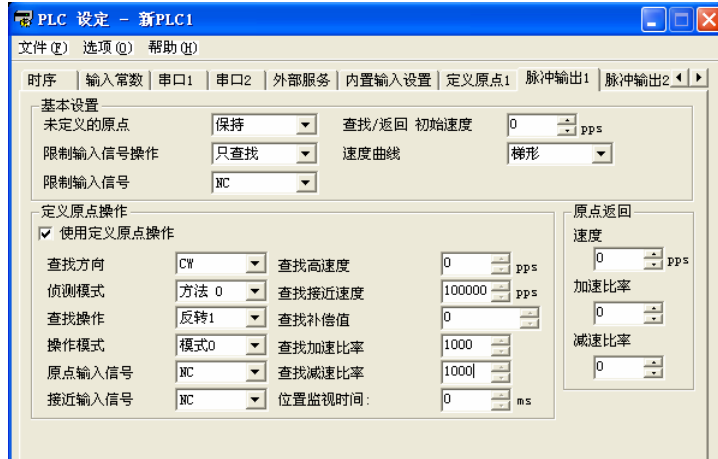 PLC 设定 - 新PLC1
文件(F) 选项(O) 帮助(H)
时序 输入常数 串口1 串口2 外部服务 内置输入设置 定义原点1 脉冲输出1 脉冲输出2
基本设置
未定义的原点 保持 查找/返回 初始速度 0 pps
限制输入信号操作 只查找 速度曲线 梯形
限制输入信号 NC
定义原点操作 原点返回
使用定义原点操作 速度
查找方向 CW 查找高速度 0 pps 0 pps
侦测模式 方法 0 查找接近速度 100000 pps 加速比率
查找操作 反转1 查找补偿值 0 0
操作模式 模式0 查找加速比率 1000 减速比率
原点输入信号 NC 查找减速比率 1000 0
接近输入信号 NC 位置监视时间: 0 ms